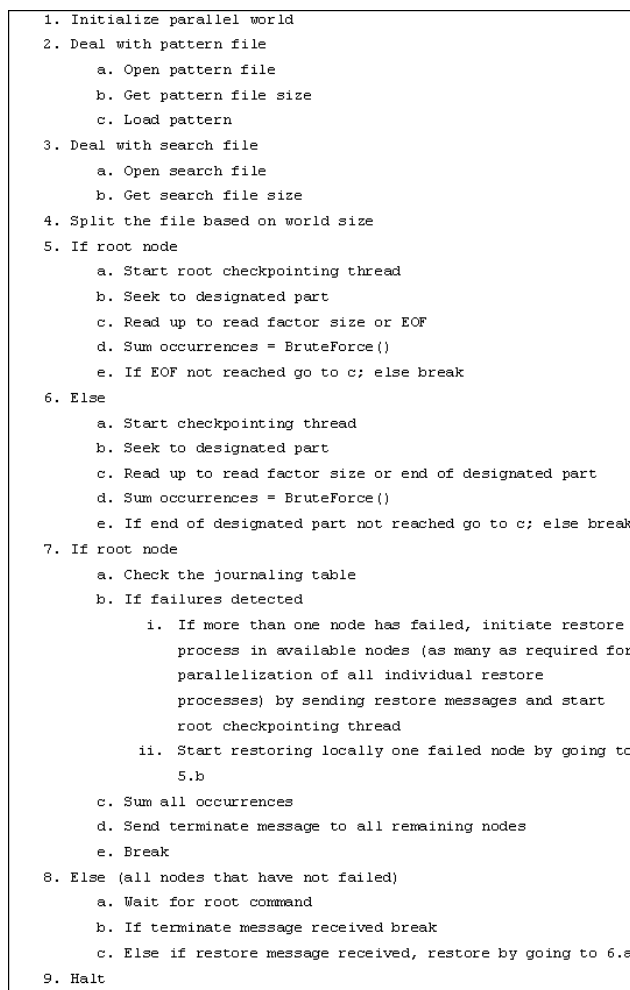 1. Initialize parallel world
2. Deal with pattern file
a. Open pattern file
b. Get pattern file size
c. Load pattern
3. Deal with search file
a. Open search file
b. Get search file size
4. Split the file based on world size
5. If root node
a. Start root checkpointing thread
b. Seek to designated part
c. Read up to read factor size or EOF
d. Sum occurrences = BruteForce()
e. If EOF not reached go to c; else break
6. Else
a. Start checkpointing thread
b. Seek to designated part
c. Read up to read factor size or end of designated part
d. Sum occurrences = BruteForce()
e. If end of designated part not reached go to c; else break
7. If root node
a. Check the journaling table
b. If failures detected
i. If more than one node has failed, initiate restore
process in available nodes (as many as required for
parallelization of all individual restore
processes) by sending restore messages and start
root checkpointing thread
ii. Start restoring locally one failed node by going to
5.b
c. Sum all occurrences
d. Send terminate message to all remaining nodes
e. Break
8. Else (all nodes that have not failed)
a. Wait for root command
b. If terminate message received break
c. Else if restore message received, restore by going to 6.a
9. Halt